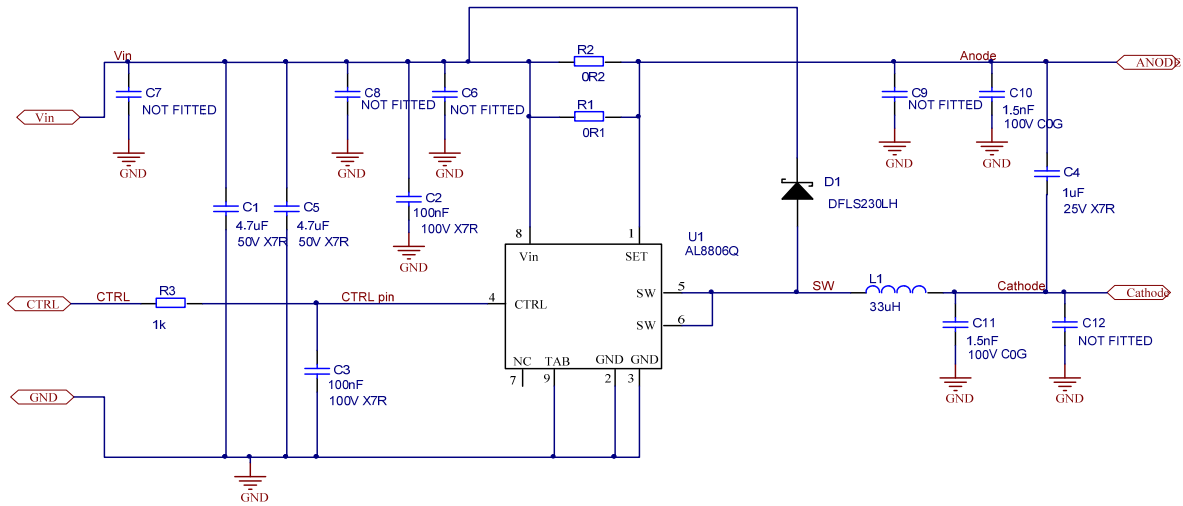 Vin
R2
0R2
Anode
ANODE
C7
NOT FITTED
C8
NOT FITTED
C6
NOT FITTED
R1
0R1
C9
NOT FITTED
C10
1.5nF
100V C0G
Vin
GND
GND
GND
GND
GND
C4
1uF
25V X7R
D1
DFLS230LH
C1
4.7uF
50V X7R
C5
4.7uF
50V X7R
C2
100nF
100V X7R
GND
8
1
U1
AL8806Q
Vin
SET
CTRL
CTRL
R3
1k
CTRL pin
4
CTRL
SW
5
SW
6
SW
L1
33uH
Cathode
Cathode
C11
1.5nF
100V C0G
C12
NOT FITTED
GND
GND
NC
TAB
GND
GND
7
9
2
3
C3
100nF
100V X7R
GND
GND